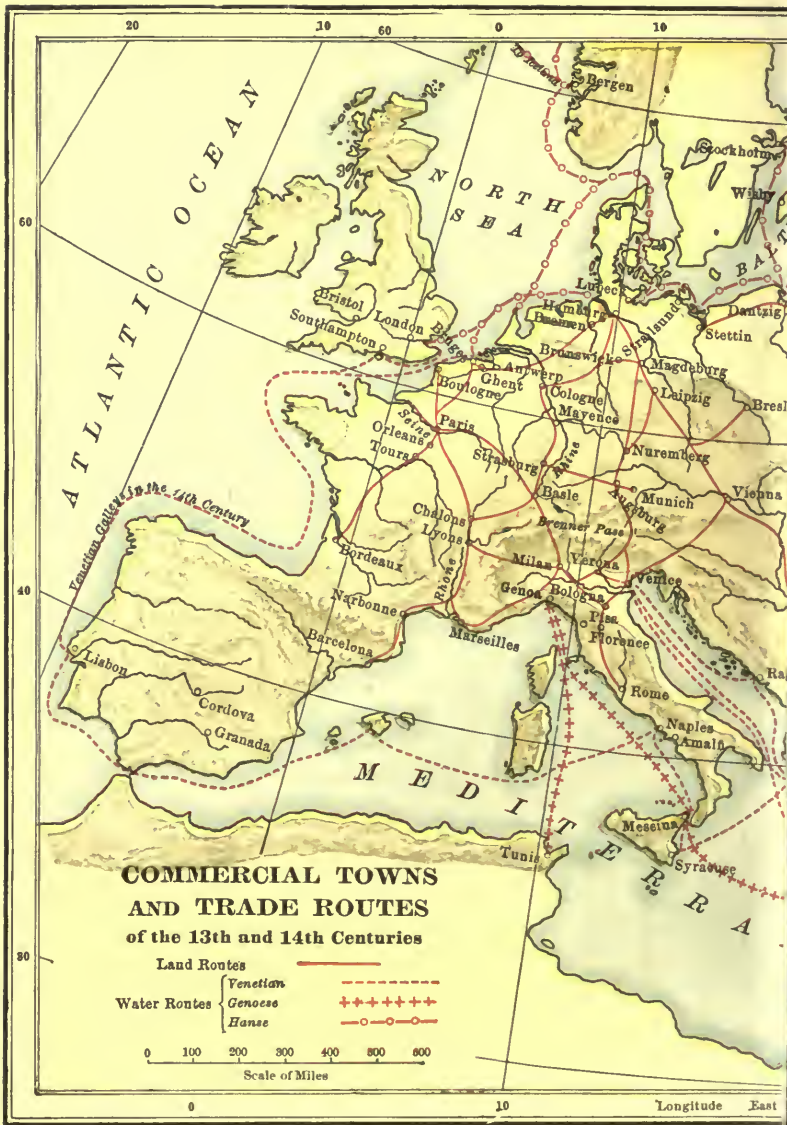 20
10
60
0
10
60
40
30
ATLANTIC OCEAN
NORTH
SEA
To Iceland
Bergen
Stockholm
Wisby
BALT
Lubeck
Hamburg
Bremen
Stralsund
Dantzig
Stettin
Bristol
London
Southampton
Bruges
Antwerp
Ghent
Boulogne
Brunswick
Magdeburg
Cologne
Leipzig
Bresl
Mayence
Seine
Paris
Orleans
Tours
Strasburg
Rhine
Nuremberg
Basle
Augsburg
Munich
Vienna
Venetian Galleys in the 14th Century
Chalons
Lyons
Brenner Pass
Bordeaux
Milan
Verona
Venice
Rhone
Genoa
Bologna
Narbonne
Marseilles
Pisa
Florence
Barcelona
Lisbon
Cordova
Granada
Rome
Ra
Naples
Amalfi
MEDITERRA
Messina
Tunis
Syracuse
COMMERCIAL TOWNS
AND TRADE ROUTES
of the 13th and 14th Centuries
Land Routes
Water Routes
Venetian
Genoese
Hanse
0 100 200 300 400 500 600
Scale of Miles
0
10
Longitude East